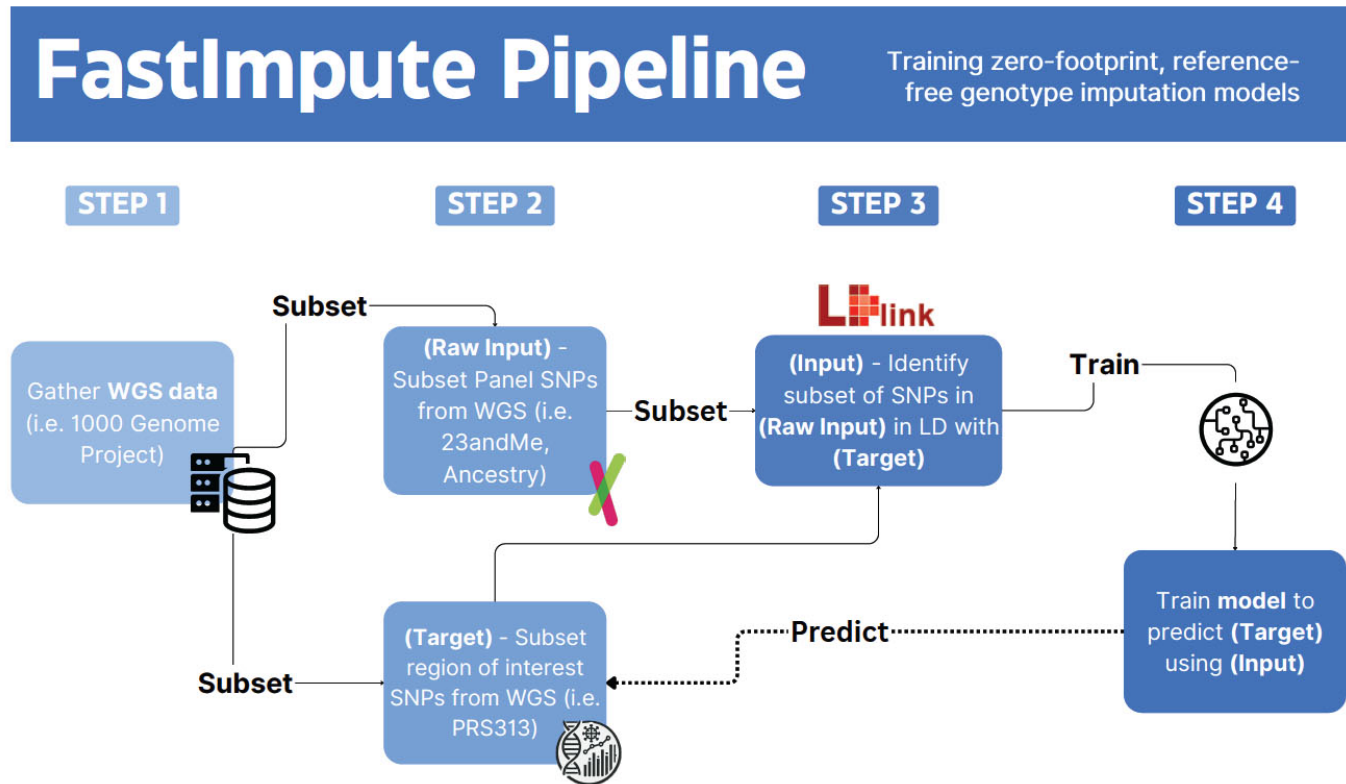 FastImpute Pipeline
Training zero-footprint, reference-
free genotype imputation models
STEP 1
STEP 2
STEP 3
STEP 4
Subset
LDlink
(Raw Input) -
Subset Panel SNPs
from WGS (i.e.
23andMe,
Ancestry)
Gather WGS data
(i.e. 1000 Genome
Project)
Subset
(Input) - Identify
subset of SNPs in
(Raw Input) in LD with
(Target)
Train
Subset
(Target) - Subset
region of interest
SNPs from WGS (i.e.
PRS313)
Predict
Train model to
predict (Target)
using (Input)